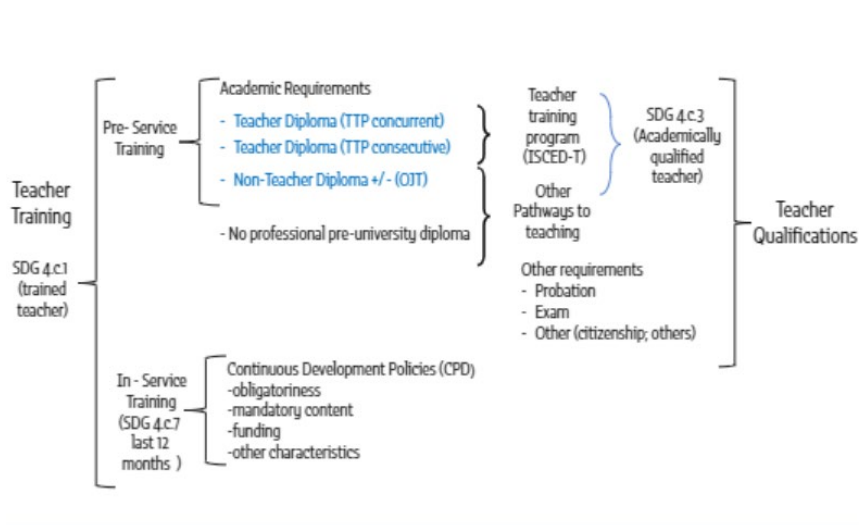 Teacher
Training
SDG 4.c.1
(trained
teacher)
Pre- Service
Training
Academic Requirements
- Teacher Diploma (TTP concurrent)
- Teacher Diploma (TTP consecutive)
- Non-Teacher Diploma +/- (OJT)
- No professional pre-university diploma
Teacher
training
program
(ISCED-T)
Other
Pathways to
teaching
SDG 4.c.3
(Academically
qualified
teacher)
Other requirements
- Probation
- Exam
- Other (citizenship; others)
Teacher
Qualifications
In - Service
Training
(SDG 4.c.7
last 12
months )
Continuous Development Policies (CPD)
-obligatoriness
-mandatory content
-funding
-other characteristics